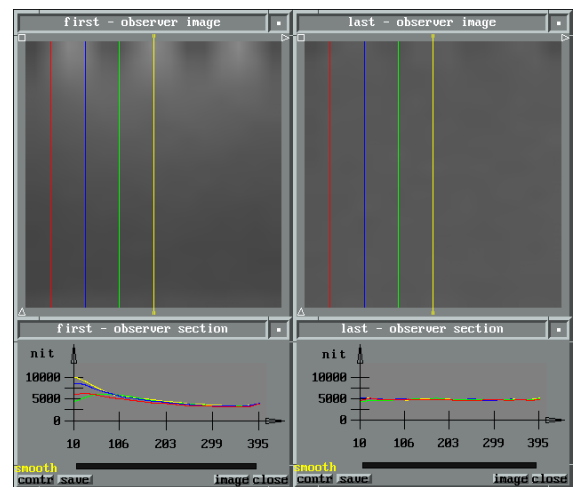 first - observer image
last - observer image
first - observer section
last - observer section
nit
10000
5000
0
10 106 203 299 395
smooth
contr save image close
nit
10000
5000
0
10 106 203 299 395
smooth
contr save image close